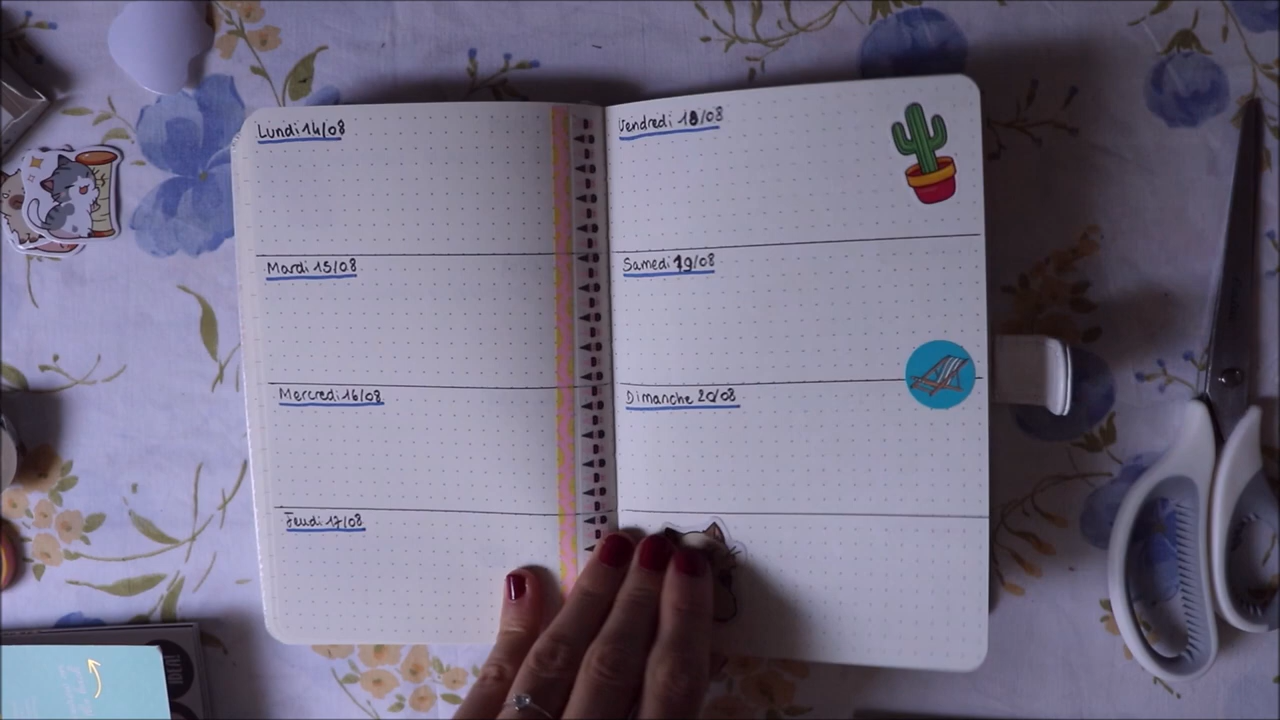 Lundi 14/08
Mardi 15/08
Mercredi 16/08
Jeudi 17/08
Vendredi 18/08
Samedi 19/08
Dimanche 20/08
IDEA!